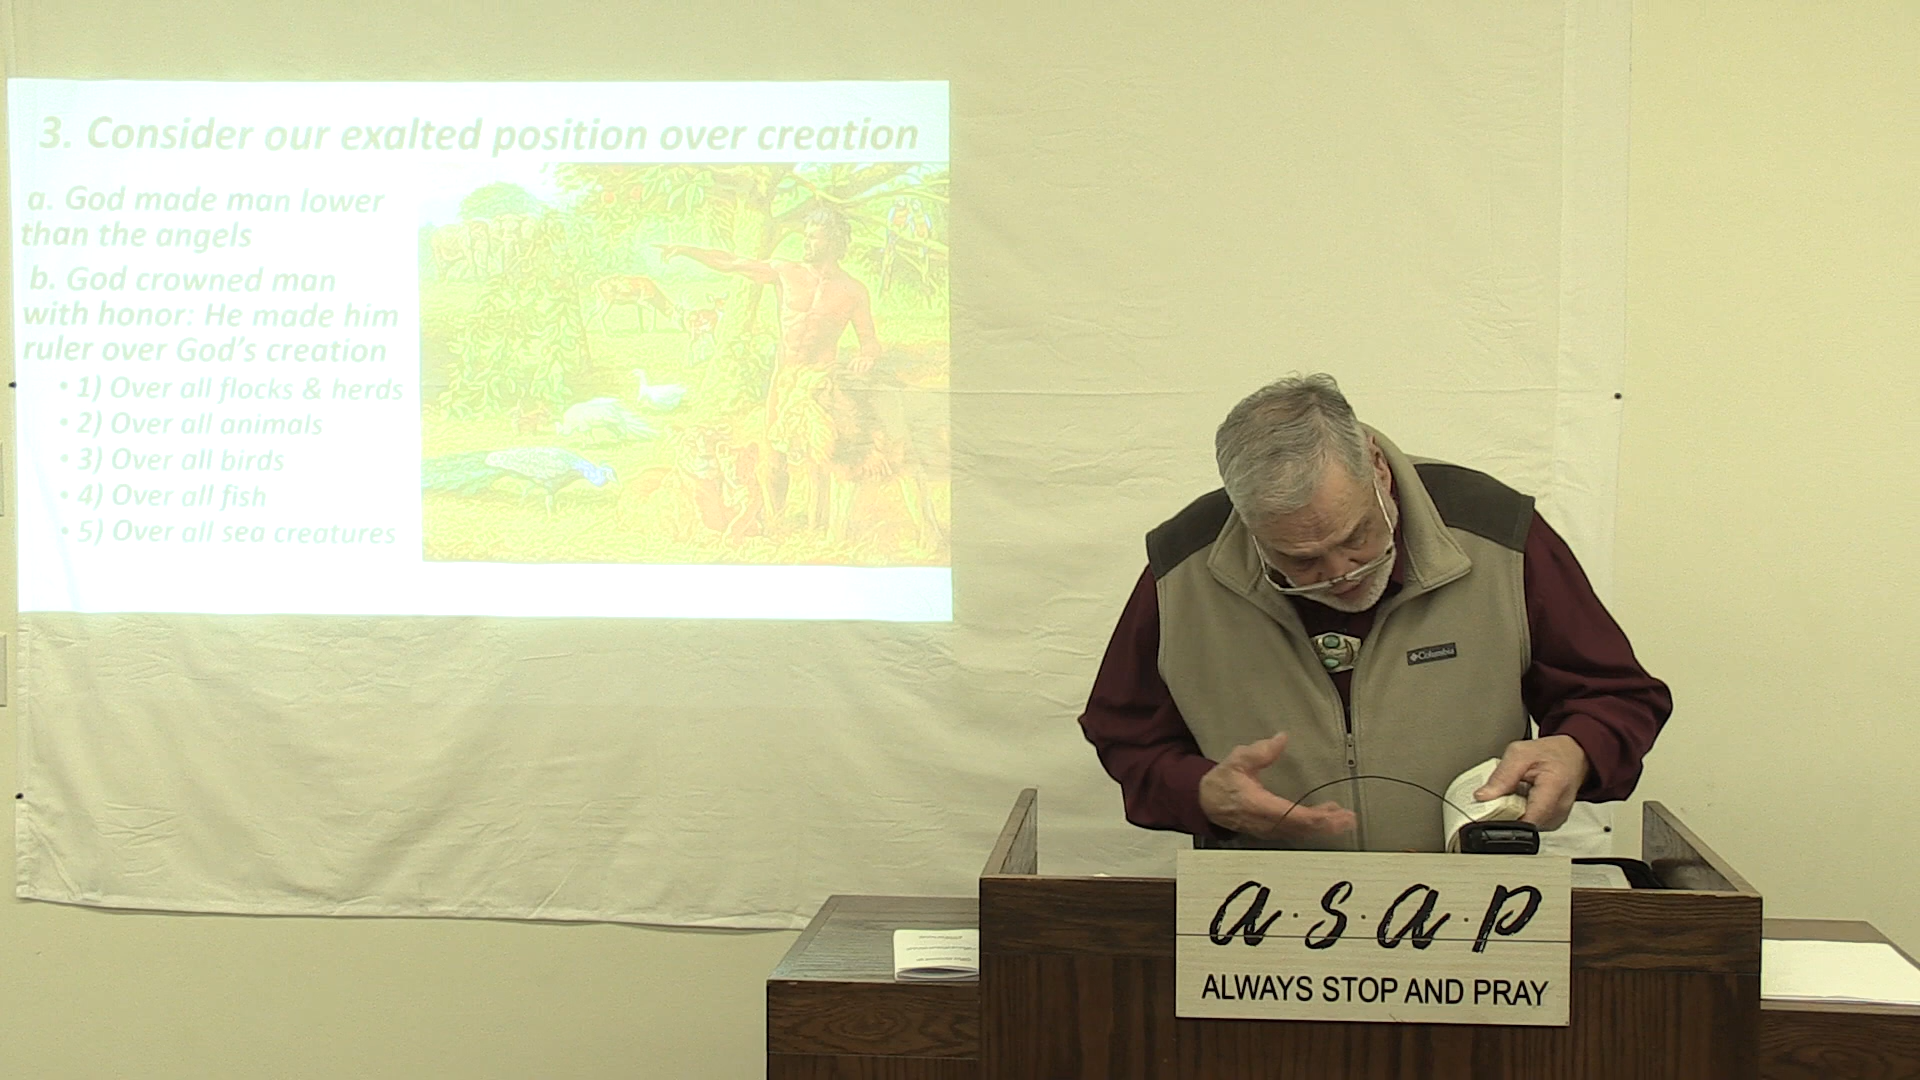 3. Consider our exalted position over creation
a. God made man lower
than the angels
b. God crowned man
with honor: He made him
ruler over God's creation
• 1) Over all flocks & herds
• 2) Over all animals
• 3) Over all birds
• 4) Over all fish
• 5) Over all sea creatures
Columbia
a·s·a·p
ALWAYS STOP AND PRAY